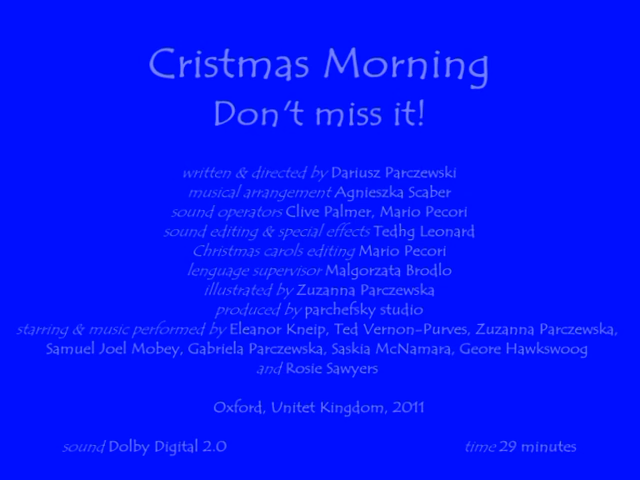 Cristmas Morning
Don't miss it!
written & directed by Dariusz Parczewski
musical arrangement Agnieszka Scaber
sound operators Clive Palmer, Mario Pecori
sound editing & special effects Tedhg Leonard
Christmas carols editing Mario Pecori
lenguage supervisor Malgorzata Brodlo
illustrated by Zuzanna Parczewska
produced by parchefsky studio
starring & music performed by Eleanor Kneip, Ted Vernon-Purves, Zuzanna Parczewska,
Samuel Joel Mobey, Gabriela Parczewska, Saskia McNamara, Geore Hawkswoog
and Rosie Sawyers
Oxford, Unitet Kingdom, 2011
sound Dolby Digital 2.0 time 29 minutes